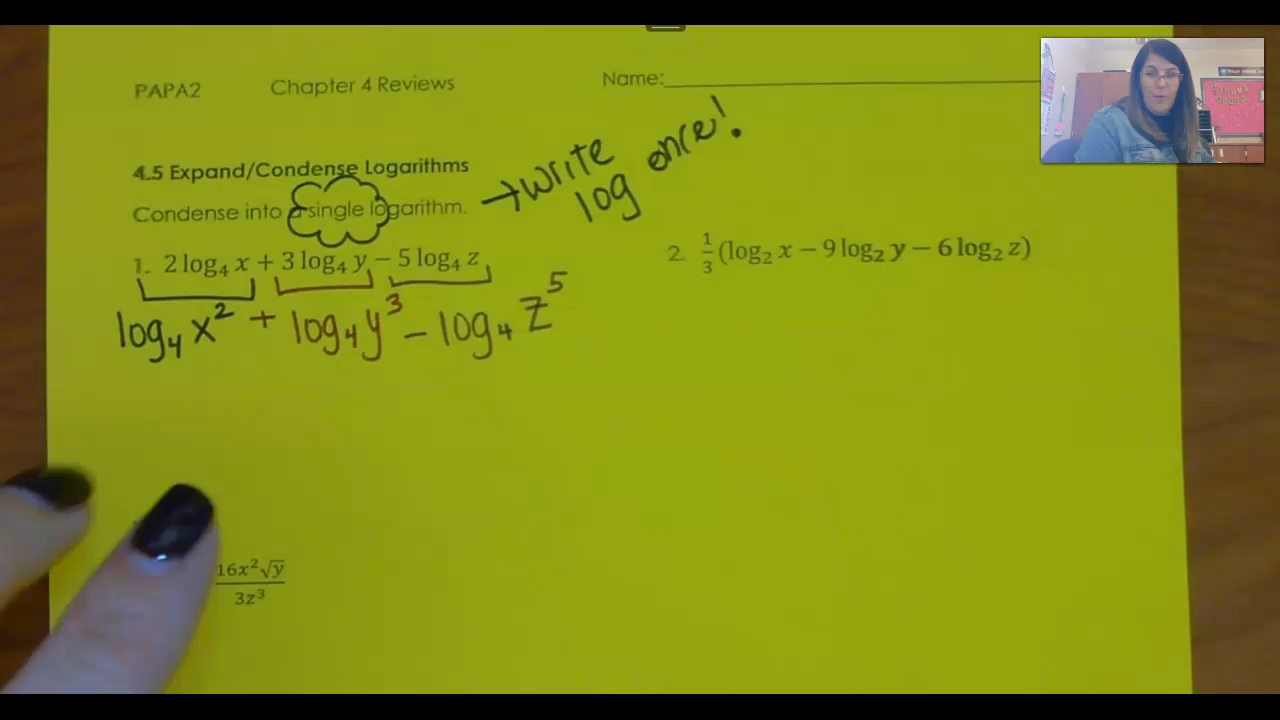 PAPA2 Chapter 4 Reviews Name:
4.5 Expand/Condense Logarithms
Condense into a single logarithm.
→ write log once!
1. 2 log₄ x + 3 log₄ y − 5 log₄ z
log₄ x² + log₄ y³ − log₄ z⁵
2. 1/3 (log₂ x − 9 log₂ y − 6 log₂ z)
16x²√y
3z³